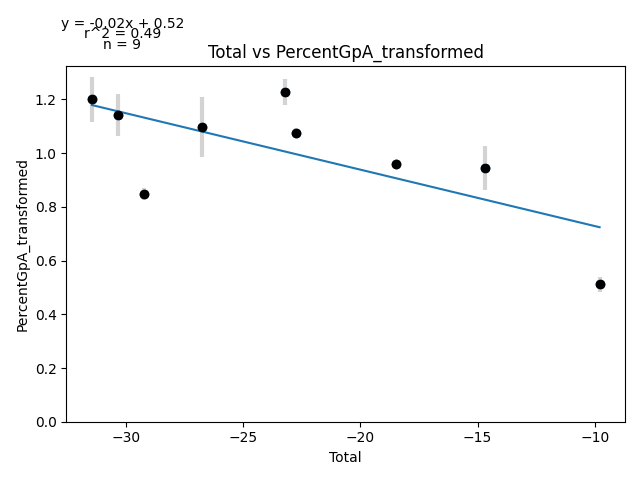 y = -0.02x + 0.52
r^2 = 0.49
n = 9
Total vs PercentGpA_transformed
PercentGpA_transformed
1.2
1.0
0.8
0.6
0.4
0.2
0.0
−30
−25
−20
−15
−10
Total